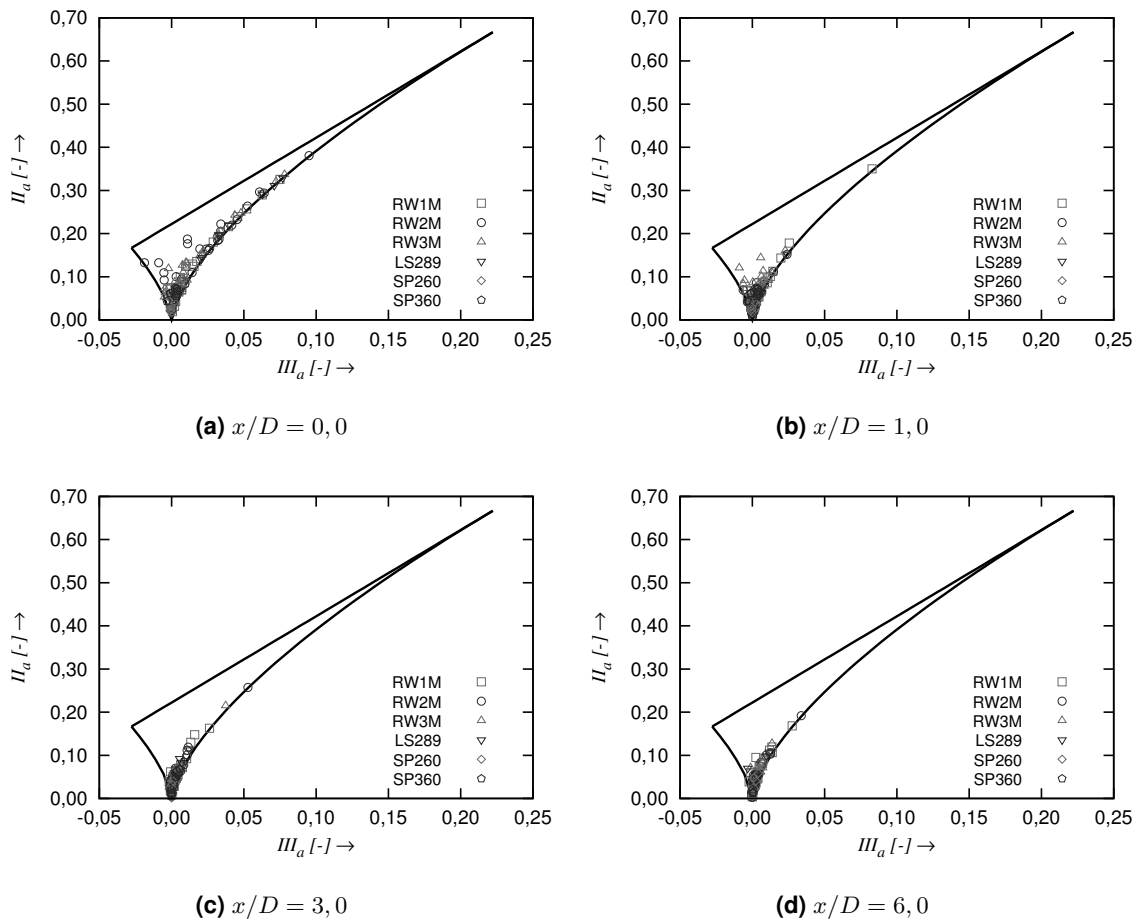 0,70
0,60
0,50
0,40
0,30
0,20
0,10
0,00
II_a [-] →
-0,05 0,00 0,05 0,10 0,15 0,20 0,25
III_a [-] →
RW1M
RW2M
RW3M
LS289
SP260
SP360
(a) x/D = 0,0
0,70
0,60
0,50
0,40
0,30
0,20
0,10
0,00
II_a [-] →
-0,05 0,00 0,05 0,10 0,15 0,20 0,25
III_a [-] →
RW1M
RW2M
RW3M
LS289
SP260
SP360
(b) x/D = 1,0
0,70
0,60
0,50
0,40
0,30
0,20
0,10
0,00
II_a [-] →
-0,05 0,00 0,05 0,10 0,15 0,20 0,25
III_a [-] →
RW1M
RW2M
RW3M
LS289
SP260
SP360
(c) x/D = 3,0
0,70
0,60
0,50
0,40
0,30
0,20
0,10
0,00
II_a [-] →
-0,05 0,00 0,05 0,10 0,15 0,20 0,25
III_a [-] →
RW1M
RW2M
RW3M
LS289
SP260
SP360
(d) x/D = 6,0